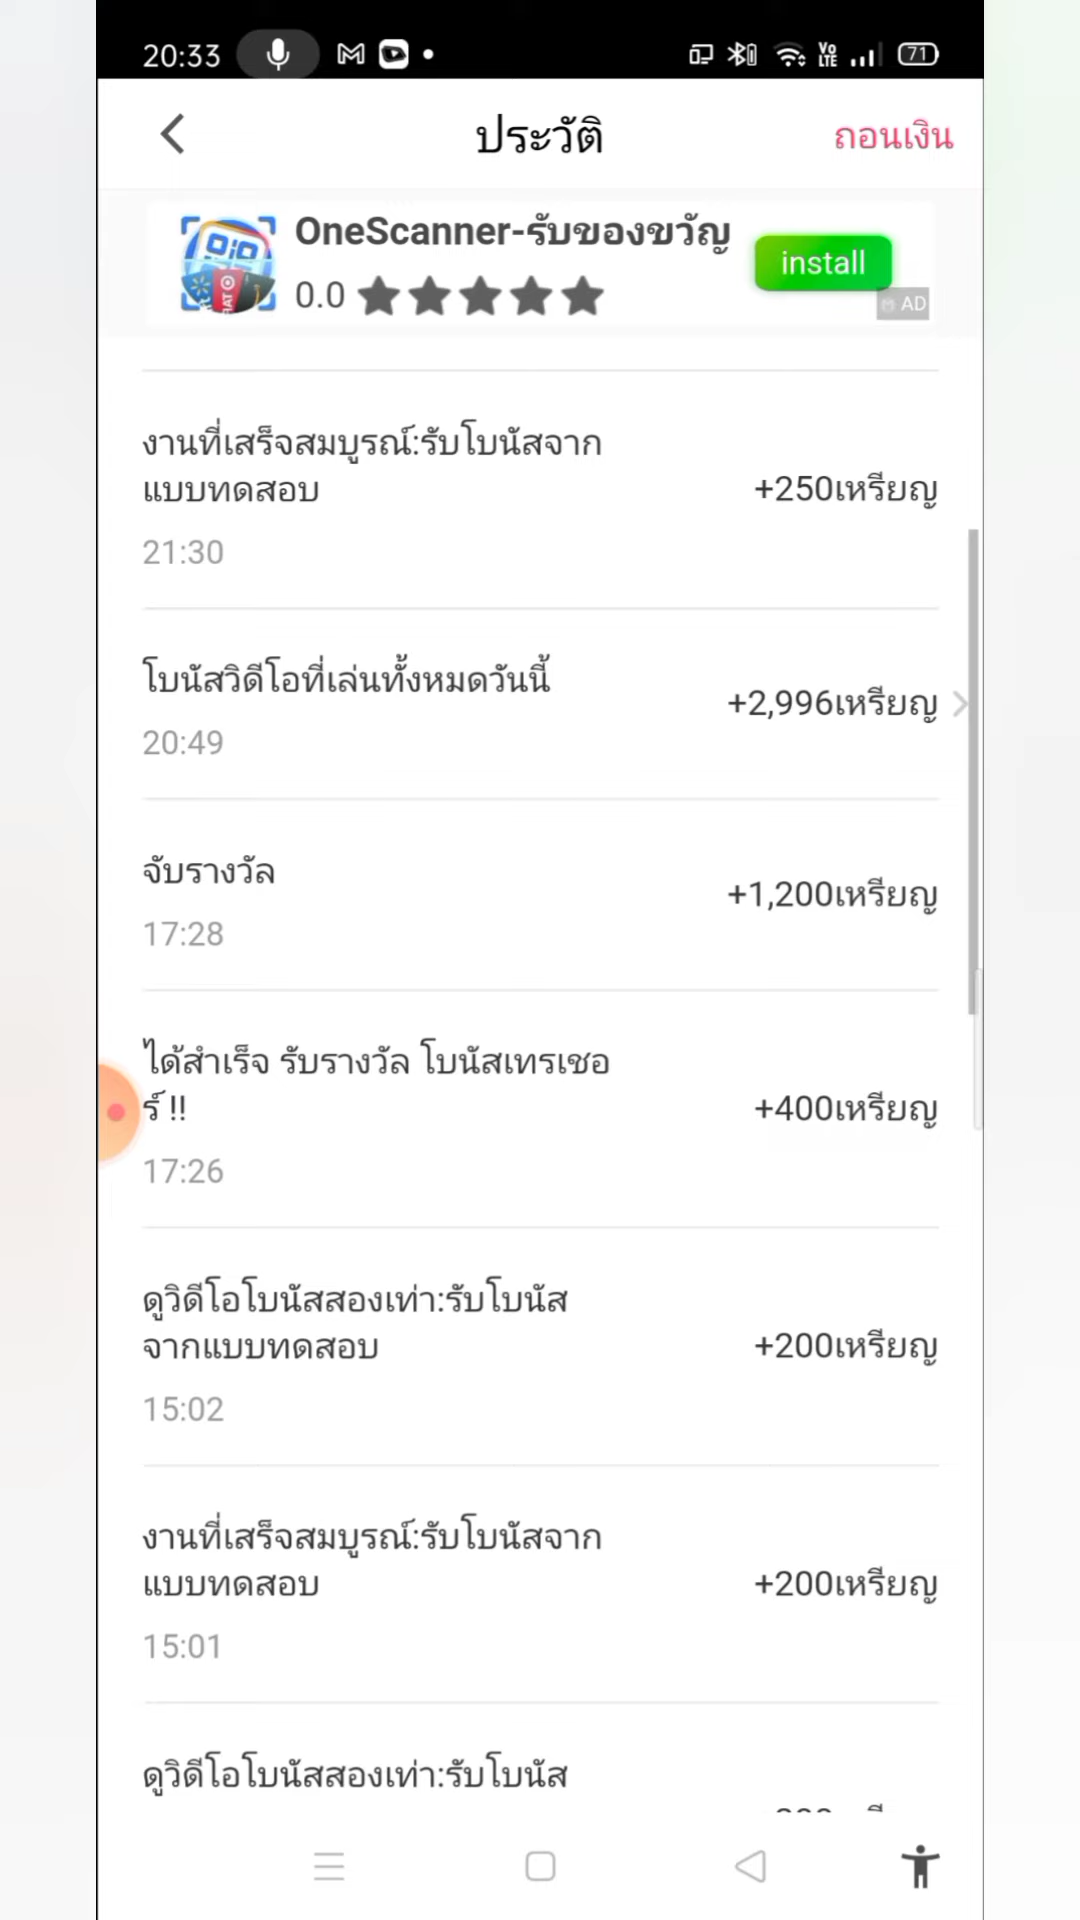 20:33
VO LTE 71
ประวัติ
ถอนเงิน
OneScanner-รับของขวัญ
0.0
install
AD
งานที่เสร็จสมบูรณ์:รับโบนัสจาก
แบบทดสอบ
+250เหรียญ
21:30
โบนัสวิดีโอที่เล่นทั้งหมดวันนี้
+2,996เหรียญ
20:49
จับรางวัล
+1,200เหรียญ
17:28
ได้สำเร็จ รับรางวัล โบนัสเทรเชอ
ร์ !!
+400เหรียญ
17:26
ดูวิดีโอโบนัสสองเท่า:รับโบนัส
จากแบบทดสอบ
+200เหรียญ
15:02
งานที่เสร็จสมบูรณ์:รับโบนัสจาก
แบบทดสอบ
+200เหรียญ
15:01
ดูวิดีโอโบนัสสองเท่า:รับโบนัส